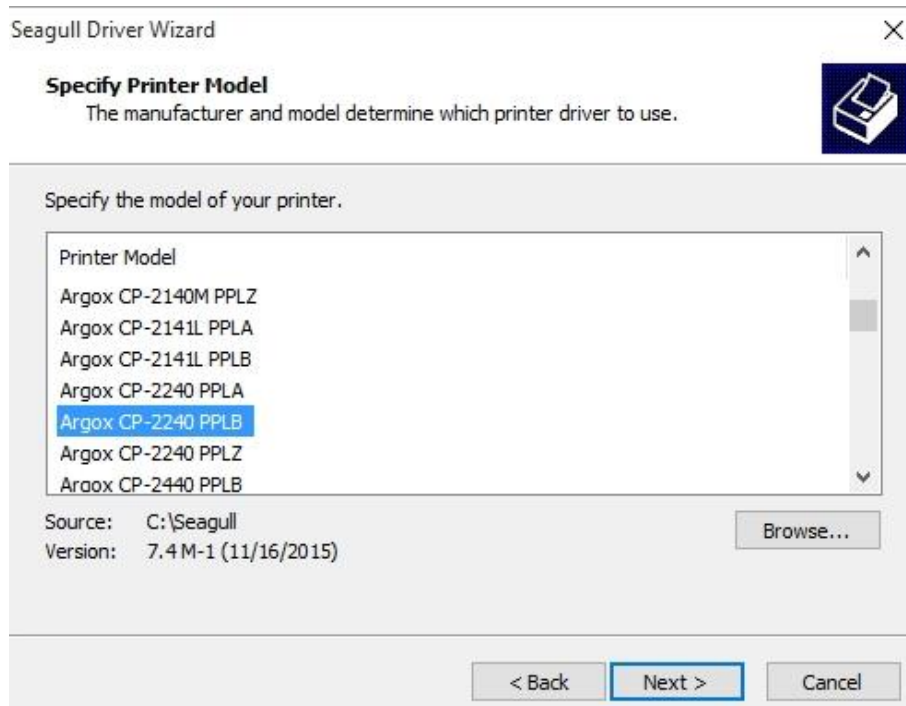 Seagull Driver Wizard
Specify Printer Model
The manufacturer and model determine which printer driver to use.
Specify the model of your printer.
Printer Model
Argox CP-2140M PPLZ
Argox CP-2141L PPLA
Argox CP-2141L PPLB
Argox CP-2240 PPLA
Argox CP-2240 PPLB
Argox CP-2240 PPLZ
Argox CP-2440 PPLB
Source: C:\Seagull
Browse...
Version: 7.4 M-1 (11/16/2015)
< Back Next > Cancel